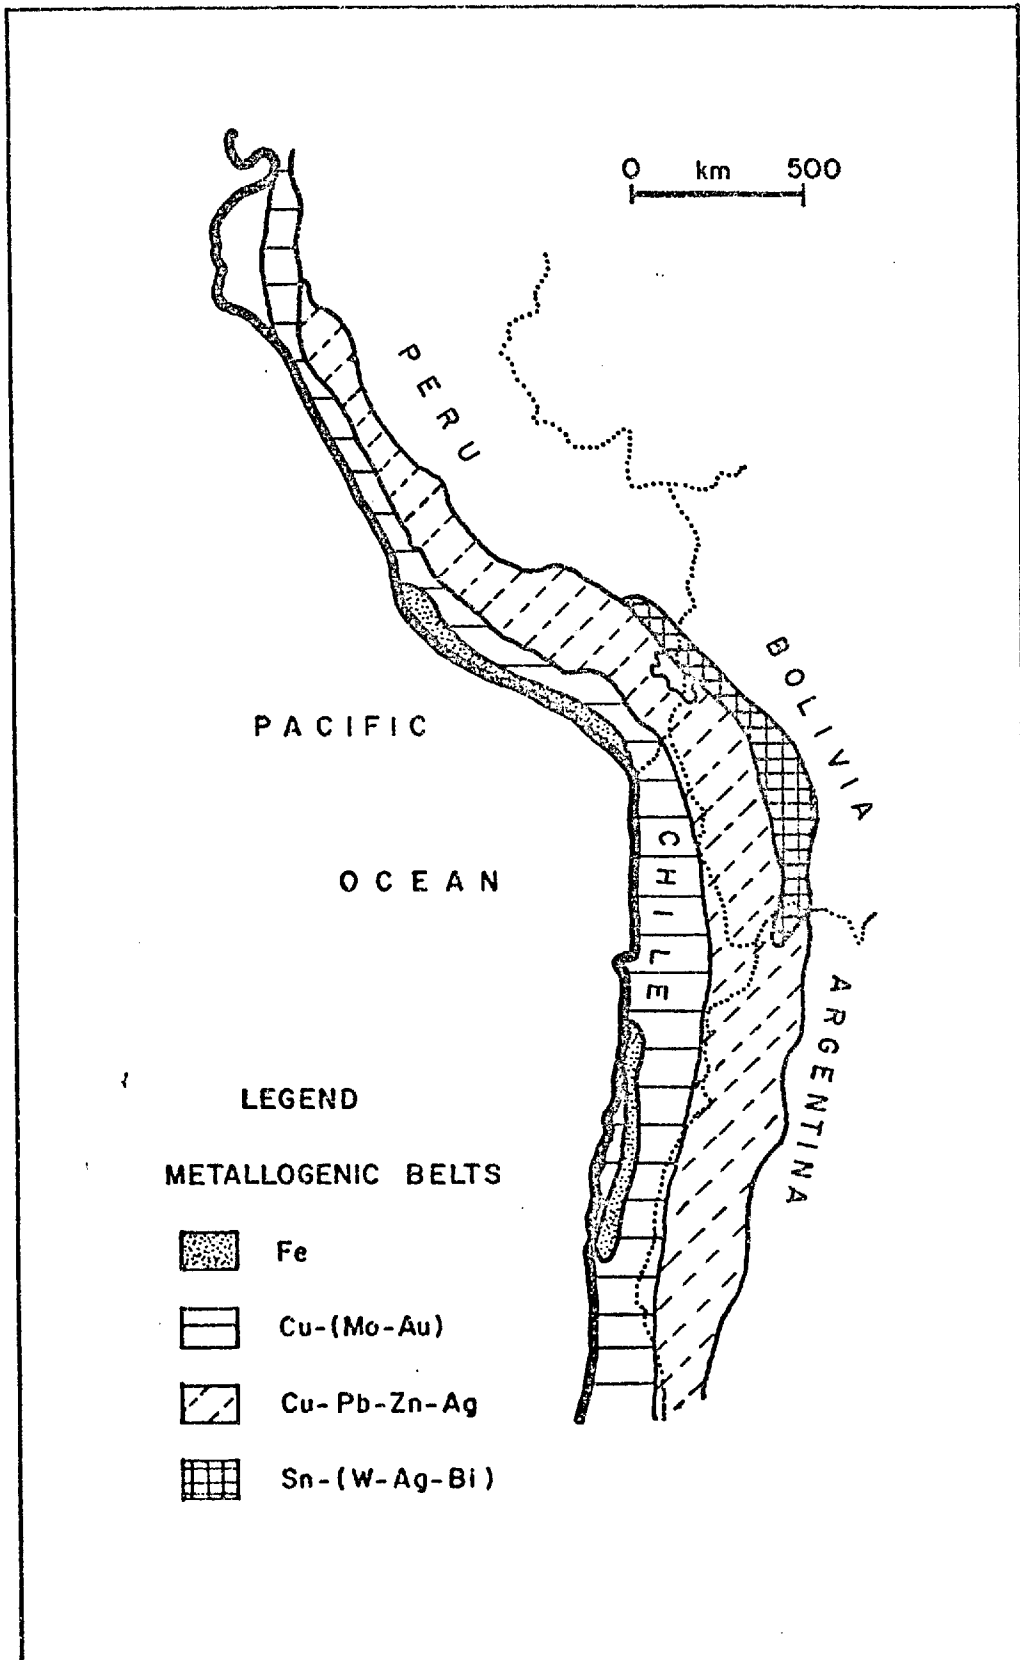 0 km 500
PERU
BOLIVIA
PACIFIC
OCEAN
CHILE
ARGENTINA
LEGEND
METALLOGENIC BELTS
Fe
Cu-(Mo-Au)
Cu-Pb-Zn-Ag
Sn-(W-Ag-Bi)